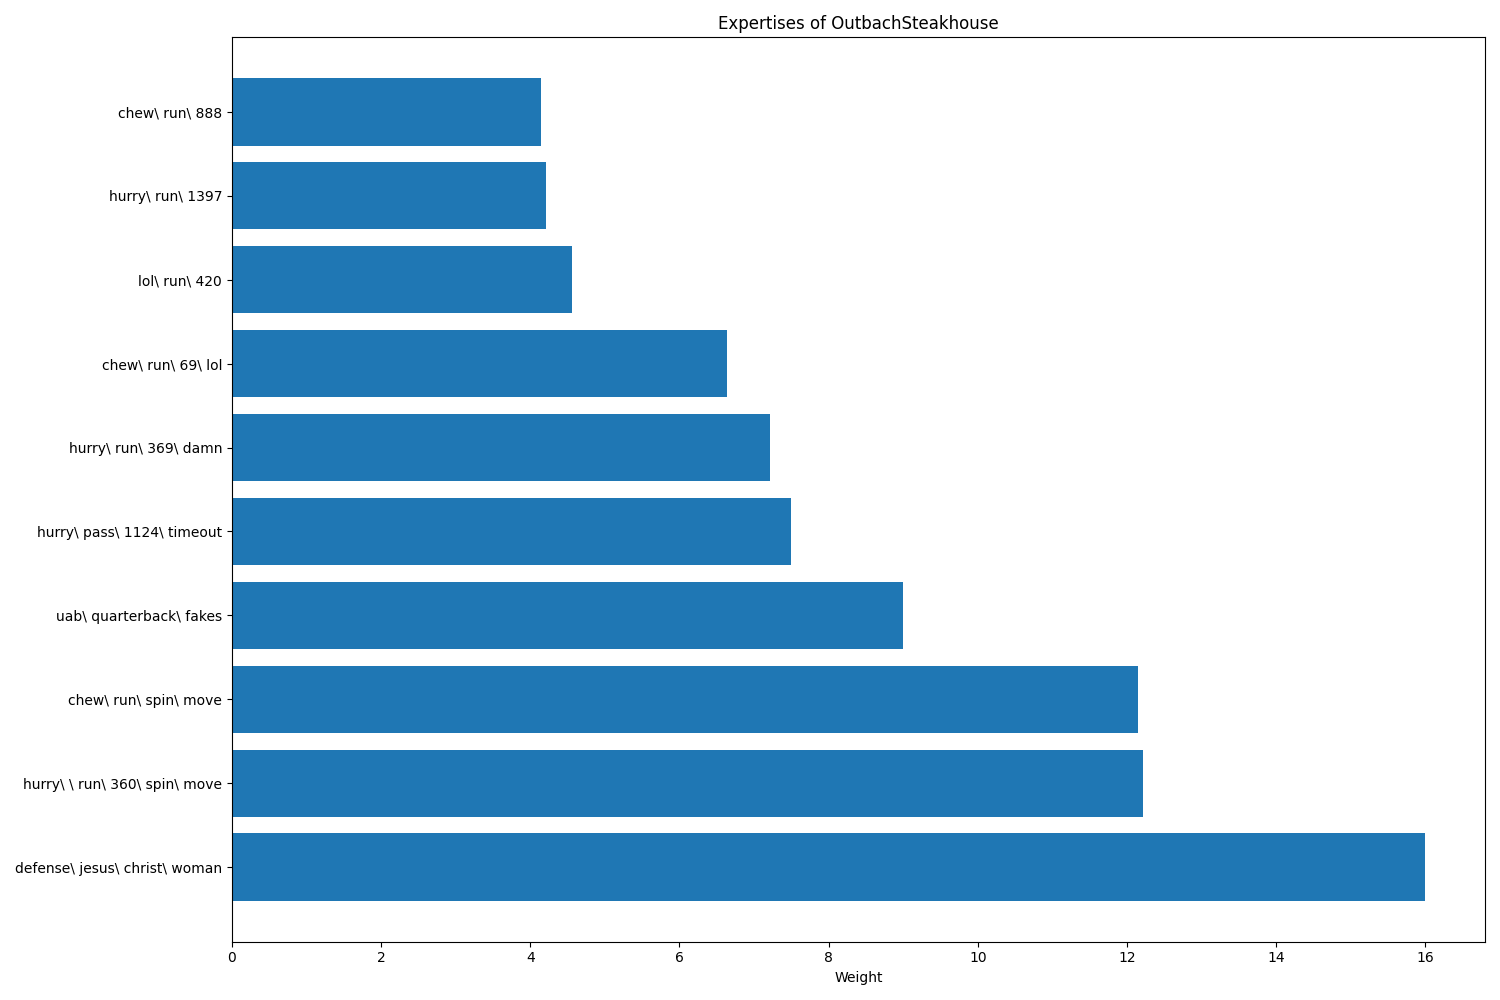 Expertises of OutbachSteakhouse
chew\ run\ 888
hurry\ run\ 1397
lol\ run\ 420
chew\ run\ 69\ lol
hurry\ run\ 369\ damn
hurry\ pass\ 1124\ timeout
uab\ quarterback\ fakes
chew\ run\ spin\ move
hurry\ \ run\ 360\ spin\ move
defense\ jesus\ christ\ woman
0 2 4 6 8 10 12 14 16
Weight